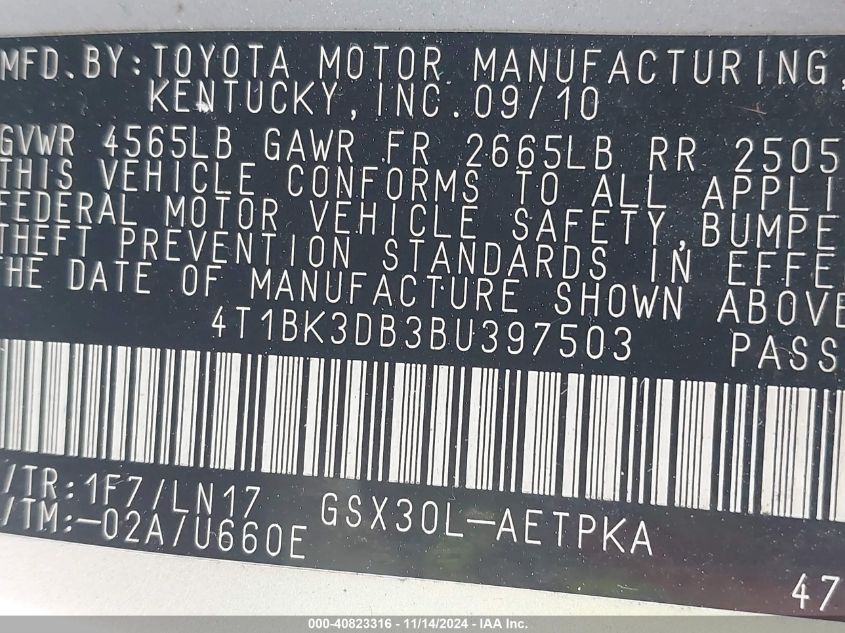 MFD. BY: TOYOTA MOTOR MANUFACTURING,
KENTUCKY, INC. 09/10
GVWR 4565LB GAWR FR 2665LB RR 2505
THIS VEHICLE CONFORMS TO ALL APPLI
FEDERAL MOTOR VEHICLE SAFETY, BUMPE
THEFT PREVENTION STANDARDS IN EFFE
THE DATE OF MANUFACTURE SHOWN ABOVE
4T1BK3DB3BU397503 PASS
/TR:1F7/LN17 GSX30L-AETPKA
/TM:-02A/U660E
47
000-40823316 - 11/14/2024 - IAA Inc.